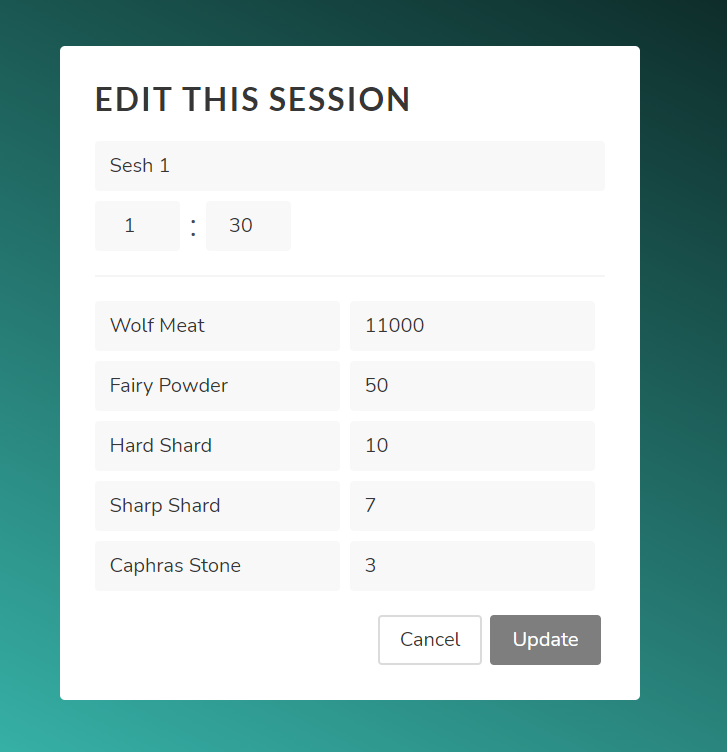 EDIT THIS SESSION
Sesh 1
1 : 30
Wolf Meat 11000
Fairy Powder 50
Hard Shard 10
Sharp Shard 7
Caphras Stone 3
Cancel Update